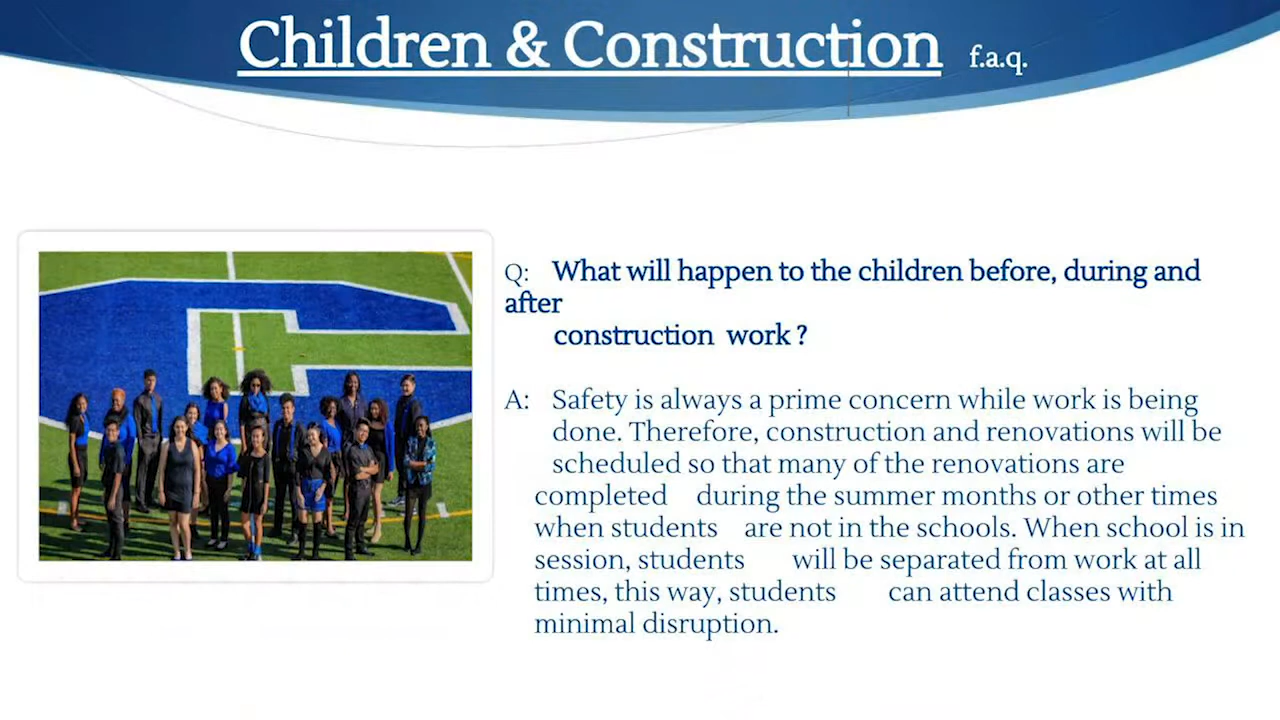 Children & Construction f.a.q.
Q: What will happen to the children before, during and
after
construction work ?
A: Safety is always a prime concern while work is being
done. Therefore, construction and renovations will be
scheduled so that many of the renovations are
completed during the summer months or other times
when students are not in the schools. When school is in
session, students will be separated from work at all
times, this way, students can attend classes with
minimal disruption.